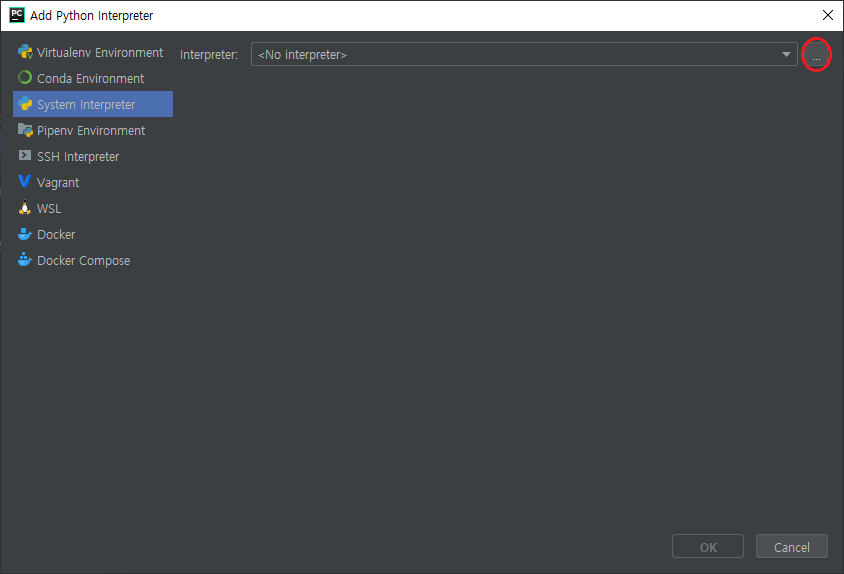 PC
Add Python Interpreter
Virtualenv Environment
Interpreter: <No interpreter>
...
Conda Environment
System Interpreter
Pipenv Environment
SSH Interpreter
Vagrant
WSL
Docker
Docker Compose
OK
Cancel